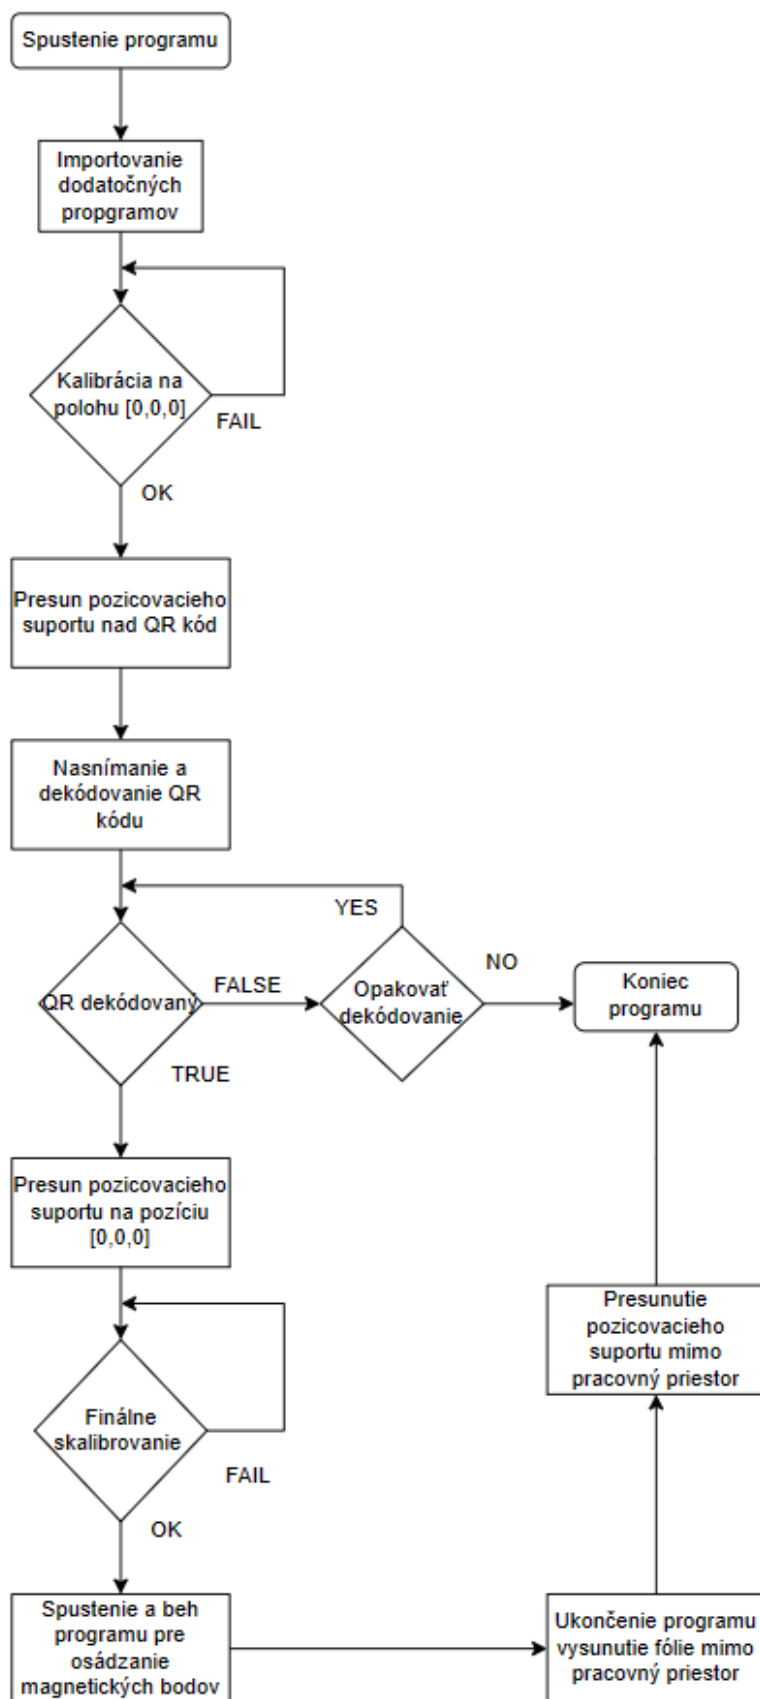 Spustenie programu
Importovanie
dodatočných
propgramov
Kalibrácia na
polohu [0,0,0]
FAIL
OK
Presun pozicovacieho
suportu nad QR kód
Nasnímanie a
dekódovanie QR
kódu
YES
QR dekódovaný
FALSE
Opakovať
dekódovanie
NO
Koniec
programu
TRUE
Presun pozicovacieho
suportu na pozíciu
[0,0,0]
Presunutie
pozicovacieho
suportu mimo
pracovný priestor
Finálne
skalibrovanie
FAIL
OK
Spustenie a beh
programu pre
osádzanie
magnetických bodov
Ukončenie programu
vysunutie fólie mimo
pracovný priestor